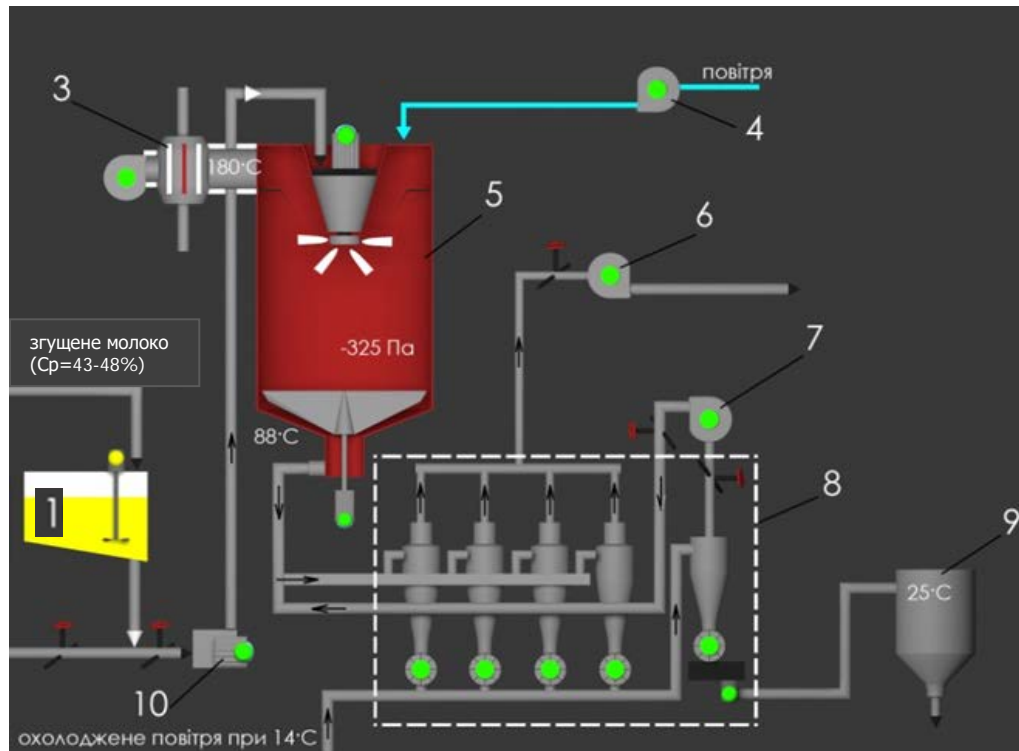 повітря
3
4
180°C
5
6
згущене молоко
(Ср=43-48%)
-325 Па
7
88°C
8
1
9
25°C
10
охолоджене повітря при 14°C